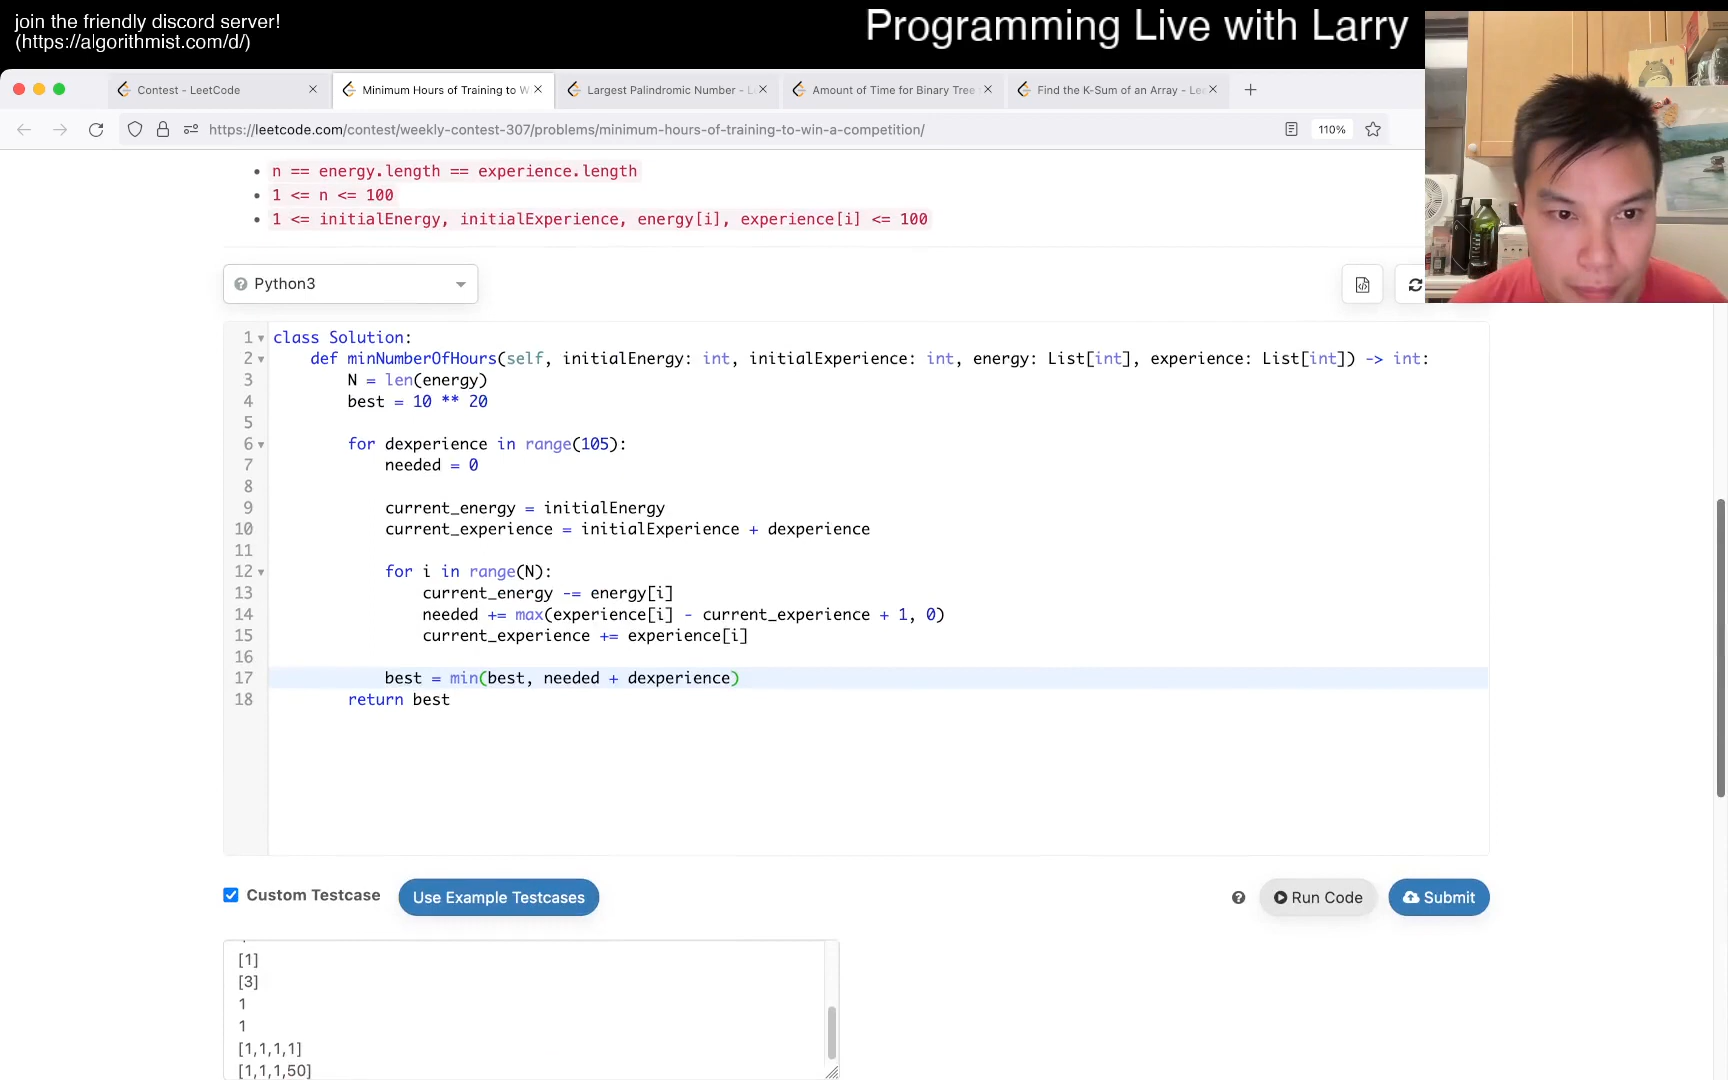 join the friendly discord server!
(https://algorithmist.com/d/)
Programming Live with Larry
Contest - LeetCode
Minimum Hours of Training to W
Largest Palindromic Number - L
Amount of Time for Binary Tree
Find the K-Sum of an Array - Le
https://leetcode.com/contest/weekly-contest-307/problems/minimum-hours-of-training-to-win-a-competition/
110%
n == energy.length == experience.length
1 <= n <= 100
1 <= initialEnergy, initialExperience, energy[i], experience[i] <= 100
Python3
1 class Solution:
2 def minNumberOfHours(self, initialEnergy: int, initialExperience: int, energy: List[int], experience: List[int]) -> int:
3 N = len(energy)
4 best = 10 ** 20
5
6 for dexperience in range(105):
7 needed = 0
8
9 current_energy = initialEnergy
10 current_experience = initialExperience + dexperience
11
12 for i in range(N):
13 current_energy -= energy[i]
14 needed += max(experience[i] - current_experience + 1, 0)
15 current_experience += experience[i]
16
17 best = min(best, needed + dexperience)
18 return best
Custom Testcase
Use Example Testcases
Run Code
Submit
[1]
[3]
1
1
[1,1,1,1]
[1,1,1,50]